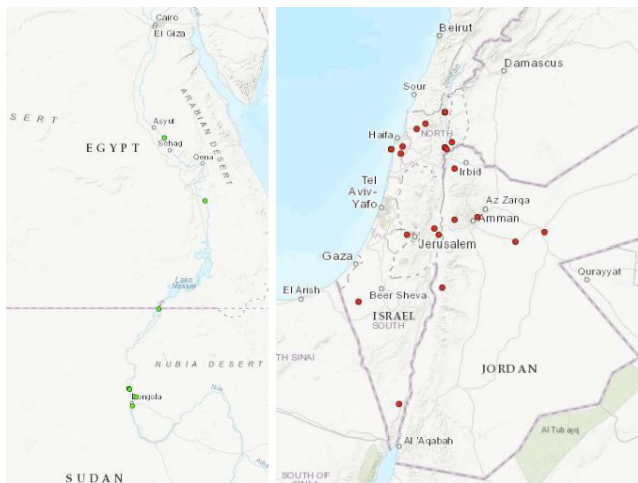 Cairo
El Giza
ARABIAN DESERT
Asyut
SERT
Sohag
EGYPT
Qena
Lake
Nasser
NUBIA DESERT
Dongola
Nile
SUDAN
Beirut
Damascus
Sour
Jordan
Haifa
NORTH
Irbid
Tel
Aviv-
Yafo
Az Zarqa
Amman
Jerusalem
Gaza
El Arish
Beer Sheva
Qurayyat
ISRAEL
SOUTH
TH SINAI
JORDAN
Al Tubayq
Al 'Aqabah
SOUTH OF